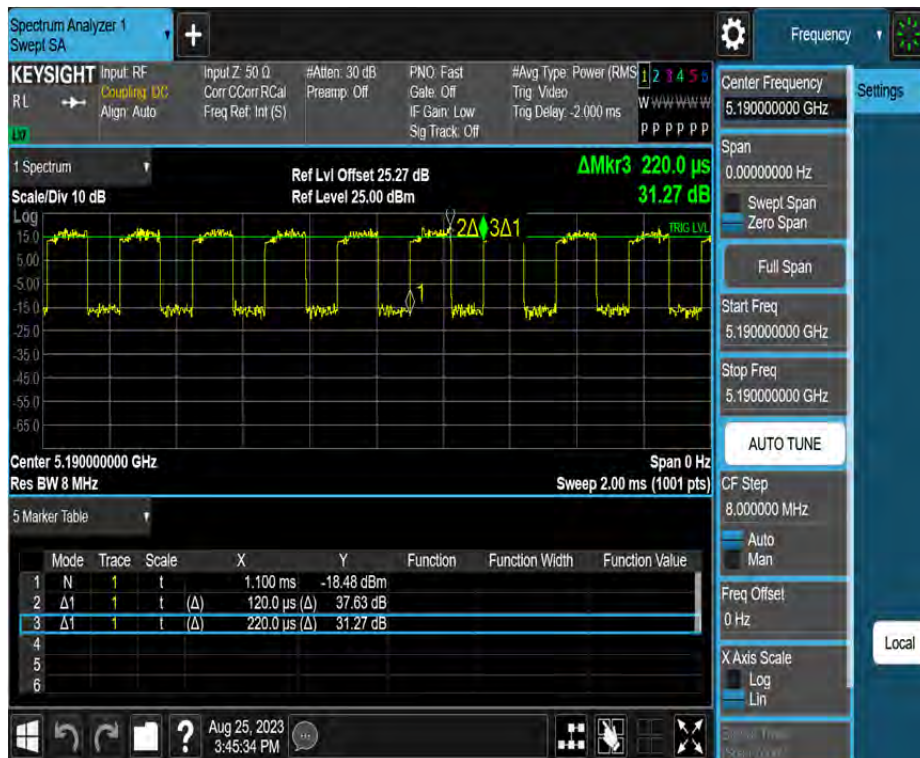 Spectrum Analyzer 1
Swept SA
+
Frequency
KEYSIGHT
RL
LXI
Input: RF
Coupling: DC
Align: Auto
Input Z: 50 Ω
Corr CCorr RCal
Freq Ref: Int (S)
#Atten: 30 dB
Preamp: Off
PNO: Fast
Gate: Off
IF Gain: Low
Sig Track: Off
#Avg Type: Power (RMS
Trig: Video
Trig Delay: -2.000 ms
1 2 3 4 5 6
W W W W W W
P P P P P P
Center Frequency
5.190000000 GHz
Settings
1 Spectrum
Scale/Div 10 dB
Ref Lvl Offset 25.27 dB
Ref Level 25.00 dBm
ΔMkr3 220.0 µs
31.27 dB
Span
0.00000000 Hz
Swept Span
Zero Span
Full Span
Start Freq
5.190000000 GHz
Stop Freq
5.190000000 GHz
AUTO TUNE
CF Step
8.000000 MHz
Auto
Man
Freq Offset
0 Hz
X Axis Scale
Log
Lin
Local
Log
15.0
5.00
-5.00
-15.0
-25.0
-35.0
-45.0
-55.0
-65.0
2Δ 3Δ1
1
TRIG LVL
Center 5.190000000 GHz
Res BW 8 MHz
Span 0 Hz
Sweep 2.00 ms (1001 pts)
5 Marker Table
Mode Trace Scale X Y Function Function Width Function Value
1 N 1 t 1.100 ms -18.48 dBm
2 Δ1 1 t (Δ) 120.0 µs (Δ) 37.63 dB
3 Δ1 1 t (Δ) 220.0 µs (Δ) 31.27 dB
4
5
6
?
Aug 25, 2023
3:45:34 PM